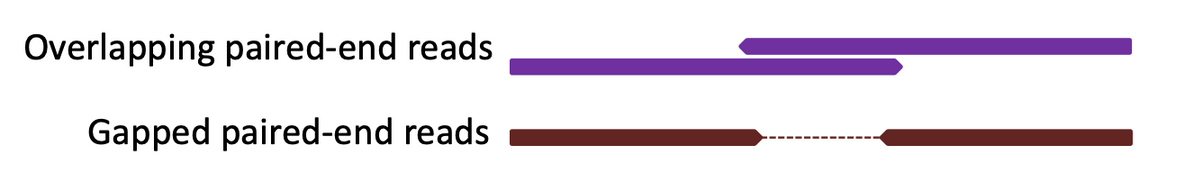 Overlapping paired-end reads
Gapped paired-end reads